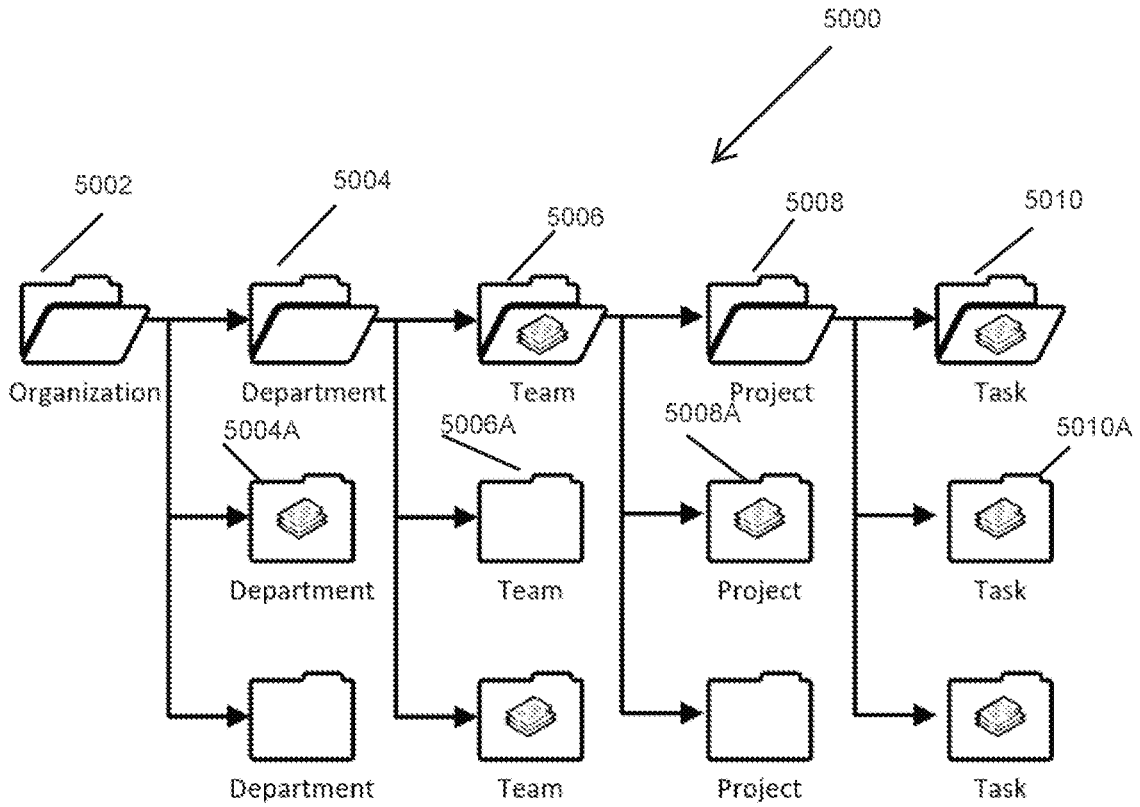 5000
5002
5004
5006
5008
5010
Organization
Department
Team
Project
Task
5004A
5006A
5008A
5010A
Department
Team
Project
Task
Department
Team
Project
Task